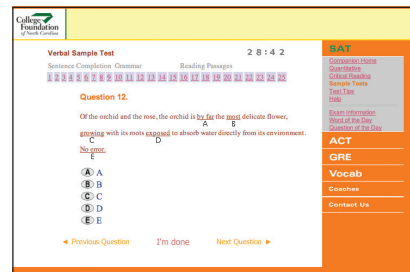 College
Foundation
of North Carolina
Verbal Sample Test
28:42
Sentence Completion Grammar Reading Passages
1 2 3 4 5 6 7 8 9 10 11 12 13 14 15 16 17 18 19 20 21 22 23 24 25
Question 12.
Of the orchid and the rose, the orchid is by far the most delicate flower,
A B
growing with its roots exposed to absorb water directly from its environment.
C D
No error.
E
A A
B B
C C
D D
E E
Previous Question I'm done Next Question
SAT
Companion Home
Quantitative
Critical Reading
Sample Tests
Test Tips
Help
Exam Information
Word of the Day
Question of the Day
ACT
GRE
Vocab
Coaches
Contact Us